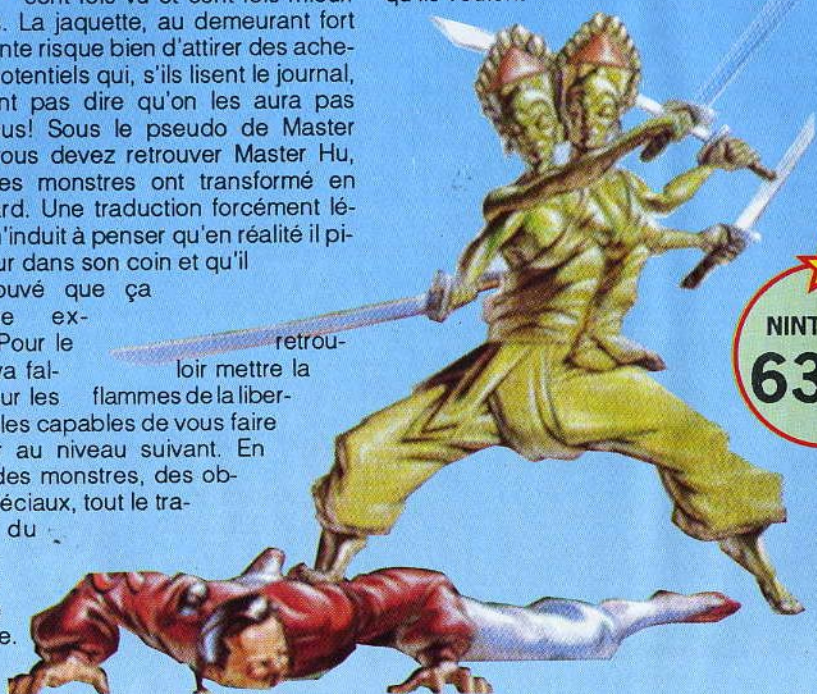 cent fois vu et cent fois mieux
s. La jaquette, au demeurant fort
nte risque bien d'attirer des ache-
otentiels qui, s'ils lisent le journal,
nt pas dire qu'on les aura pas
us! Sous le pseudo de Master
ous devez retrouver Master Hu,
es monstres ont transformé en
ard. Une traduction forcément lé-
n'induit à penser qu'en réalité il pi-
ur dans son coin et qu'il
ouvé que ça
e ex-
Pour le retrou-
va fal- loir mettre la
ur les flammes de la liber-
les capables de vous faire
r au niveau suivant. En
des monstres, des ob-
éciaux, tout le tra-
du
e.
qu'ils veulent
NINT
63